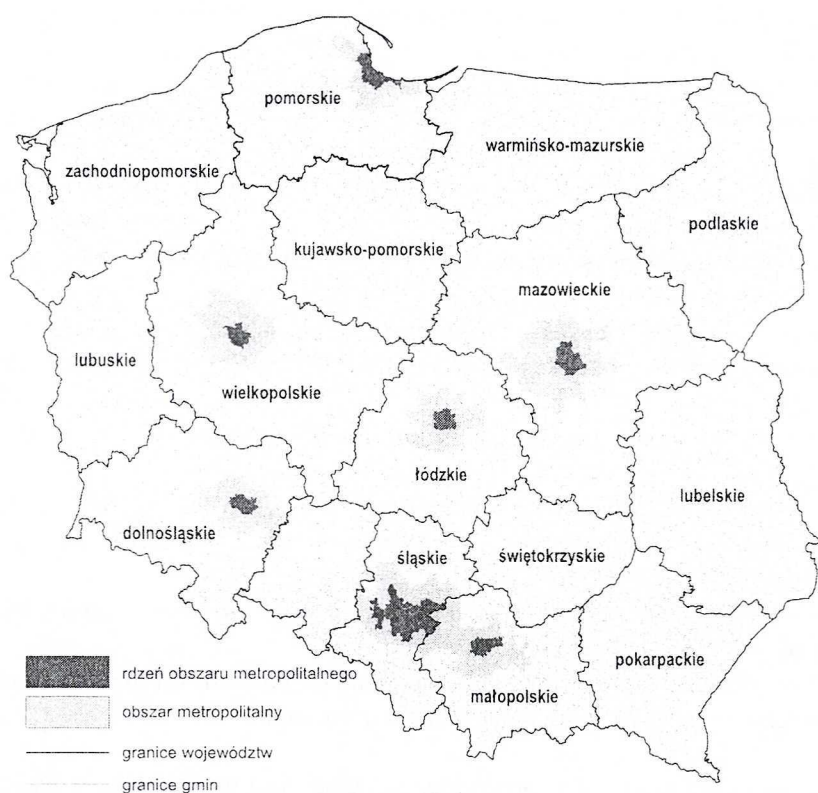 pomorskie
warmińsko-mazurskie
zachodniopomorskie
podlaskie
kujawsko-pomorskie
mazowieckie
lubuskie
wielkopolskie
łódzkie
lubelskie
dolnośląskie
śląskie
świętokrzyskie
pokarpackie
małopolskie
rdzeń obszaru metropolitalnego
obszar metropolitalny
granice województw
granice gmin